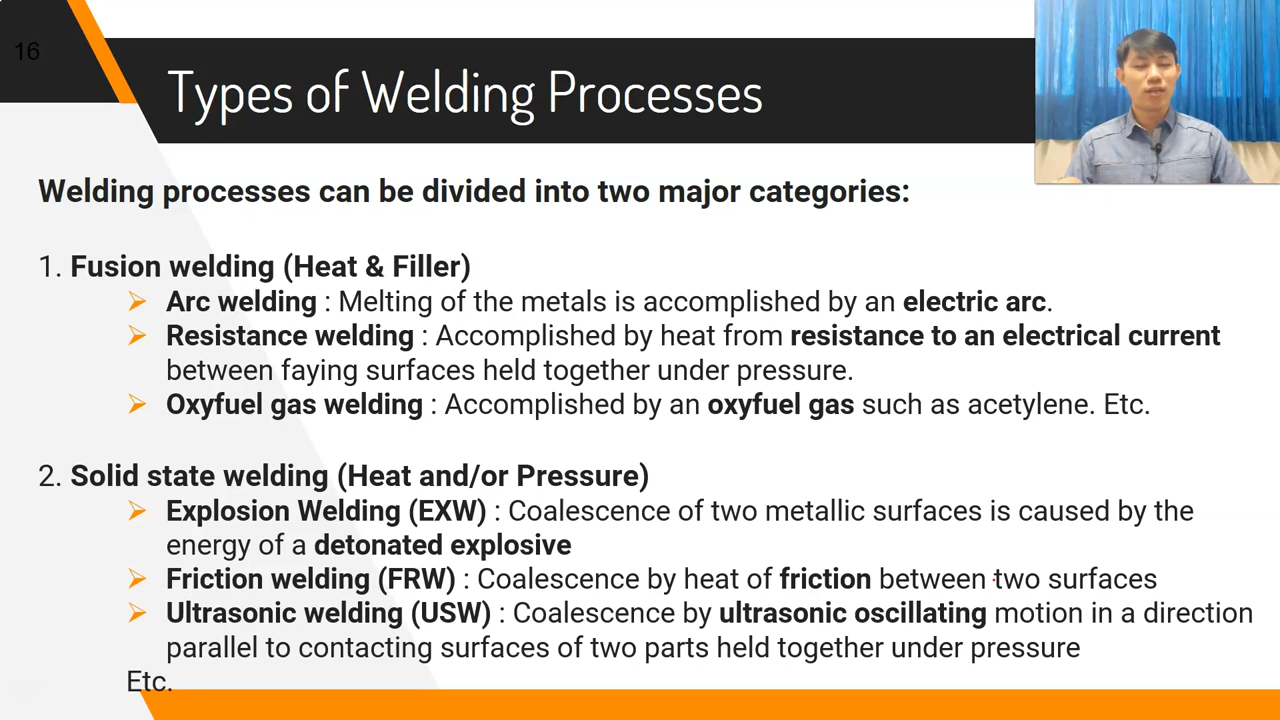 16
Types of Welding Processes
Welding processes can be divided into two major categories:
1. Fusion welding (Heat & Filler)
➢ Arc welding : Melting of the metals is accomplished by an electric arc.
➢ Resistance welding : Accomplished by heat from resistance to an electrical current
between faying surfaces held together under pressure.
➢ Oxyfuel gas welding : Accomplished by an oxyfuel gas such as acetylene. Etc.
2. Solid state welding (Heat and/or Pressure)
➢ Explosion Welding (EXW) : Coalescence of two metallic surfaces is caused by the
energy of a detonated explosive
➢ Friction welding (FRW) : Coalescence by heat of friction between two surfaces
➢ Ultrasonic welding (USW) : Coalescence by ultrasonic oscillating motion in a direction
parallel to contacting surfaces of two parts held together under pressure
Etc.